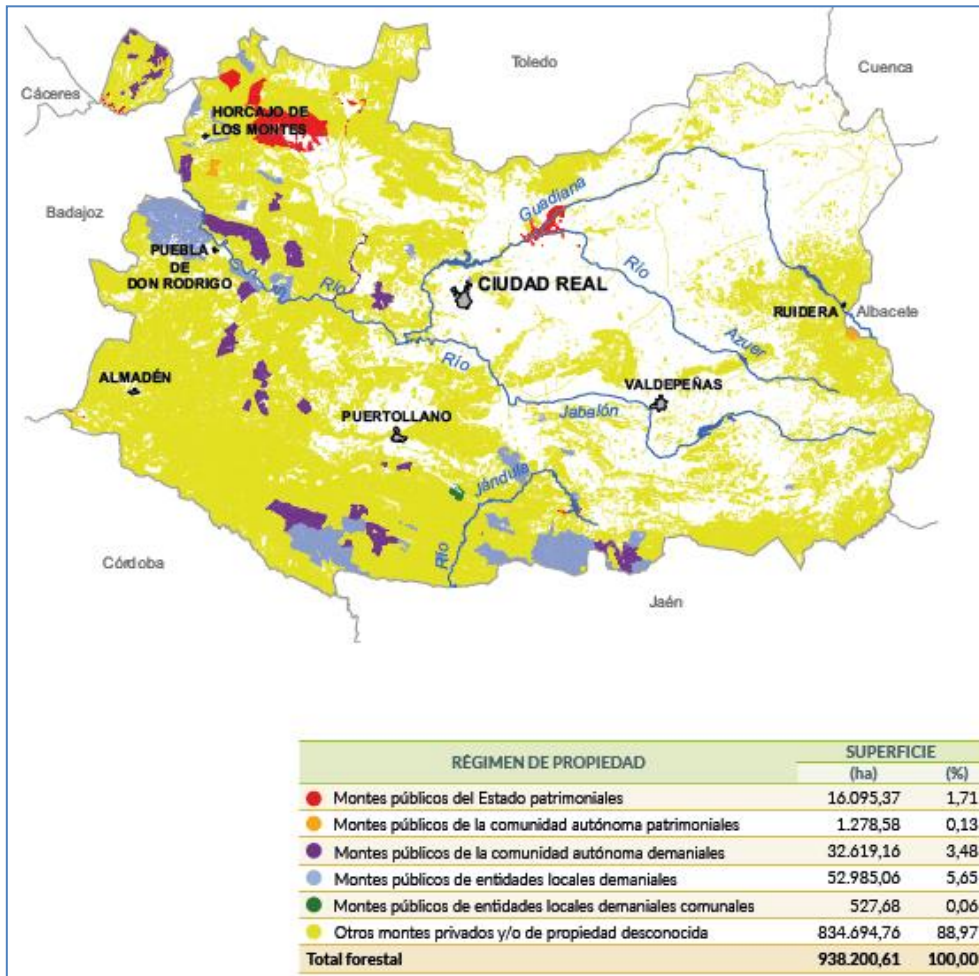 Toledo
Cuenca
Cáceres
HORCAJO DE
LOS MONTES
Guadiana
Badajoz
PUEBLA
DE
DON RODRIGO
Río
CIUDAD REAL
Río
RUIDERA
Albacete
Azuer
Río
ALMADÉN
VALDEPEÑAS
Jabalón
PUERTOLLANO
Jándula
Río
Córdoba
Jaén
RÉGIMEN DE PROPIEDAD SUPERFICIE
(ha) (%)
Montes públicos del Estado patrimoniales 16.095,37 1,71
Montes públicos de la comunidad autónoma patrimoniales 1.278,58 0,13
Montes públicos de la comunidad autónoma demaniales 32.619,16 3,48
Montes públicos de entidades locales demaniales 52.985,06 5,65
Montes públicos de entidades locales demaniales comunales 527,68 0,06
Otros montes privados y/o de propiedad desconocida 834.694,76 88,97
Total forestal 938.200,61 100,00